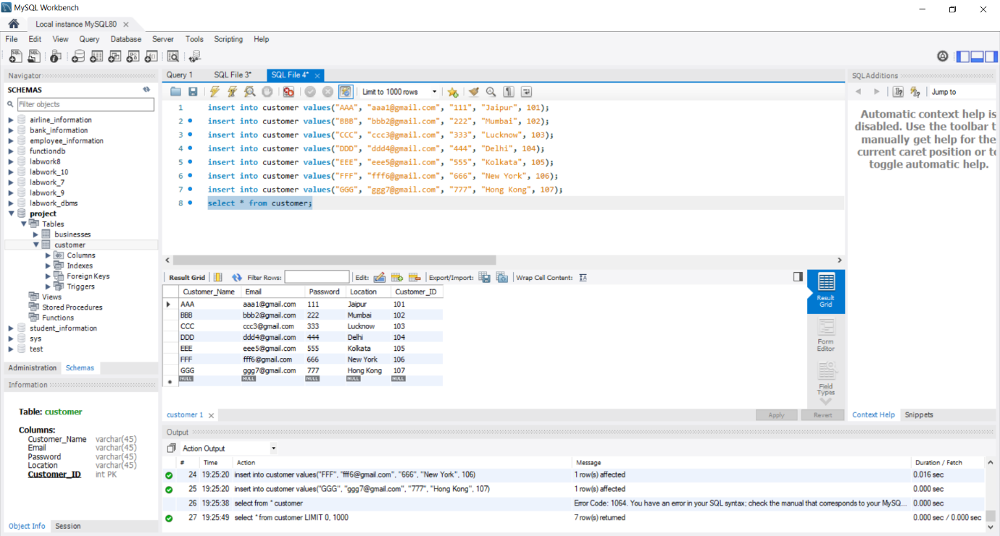 MySQL Workbench
Local instance MySQL80
File Edit View Query Database Server Tools Scripting Help
Navigator
SCHEMAS
Filter objects
airline_information
bank_information
employee_information
functiondb
labwork8
labwork_10
labwork_7
labwork_9
labwork_dbms
project
Tables
businesses
customer
Columns
Indexes
Foreign Keys
Triggers
Views
Stored Procedures
Functions
student_information
sys
test
Administration Schemas
Information
Table: customer
Columns:
Customer_Name varchar(45)
Email varchar(45)
Password varchar(45)
Location varchar(45)
Customer_ID int PK
Object Info Session
Query 1 SQL File 3* SQL File 4*
Limit to 1000 rows
1 insert into customer values("AAA", "aaa1@gmail.com", "111", "Jaipur", 101);
2 insert into customer values("BBB", "bbb2@gmail.com", "222", "Mumbai", 102);
3 insert into customer values("CCC", "ccc3@gmail.com", "333", "Lucknow", 103);
4 insert into customer values("DDD", "ddd4@gmail.com", "444", "Delhi", 104);
5 insert into customer values("EEE", "eee5@gmail.com", "555", "Kolkata", 105);
6 insert into customer values("FFF", "fff6@gmail.com", "666", "New York", 106);
7 insert into customer values("GGG", "ggg7@gmail.com", "777", "Hong Kong", 107);
8 select * from customer;
Result Grid Filter Rows: Edit: Export/Import: Wrap Cell Content:
Customer_Name Email Password Location Customer_ID
AAA aaa1@gmail.com 111 Jaipur 101
BBB bbb2@gmail.com 222 Mumbai 102
CCC ccc3@gmail.com 333 Lucknow 103
DDD ddd4@gmail.com 444 Delhi 104
EEE eee5@gmail.com 555 Kolkata 105
FFF fff6@gmail.com 666 New York 106
GGG ggg7@gmail.com 777 Hong Kong 107
NULL NULL NULL NULL NULL
Result
Grid
Form
Editor
Field
Types
customer 1
Apply Revert
SQLAdditions
Jump to
Automatic context help is
disabled. Use the toolbar t
manually get help for the
current caret position or to
toggle automatic help.
Context Help Snippets
Output
Action Output
# Time Action Message Duration / Fetch
24 19:25:20 insert into customer values("FFF", "fff6@gmail.com", "666", "New York", 106) 1 row(s) affected 0.016 sec
25 19:25:20 insert into customer values("GGG", "ggg7@gmail.com", "777", "Hong Kong", 107) 1 row(s) affected 0.000 sec
26 19:25:38 select from * customer Error Code: 1064. You have an error in your SQL syntax; check the manual that corresponds to your MySQ... 0.000 sec
27 19:25:49 select * from customer LIMIT 0, 1000 7 row(s) returned 0.000 sec / 0.000 sec